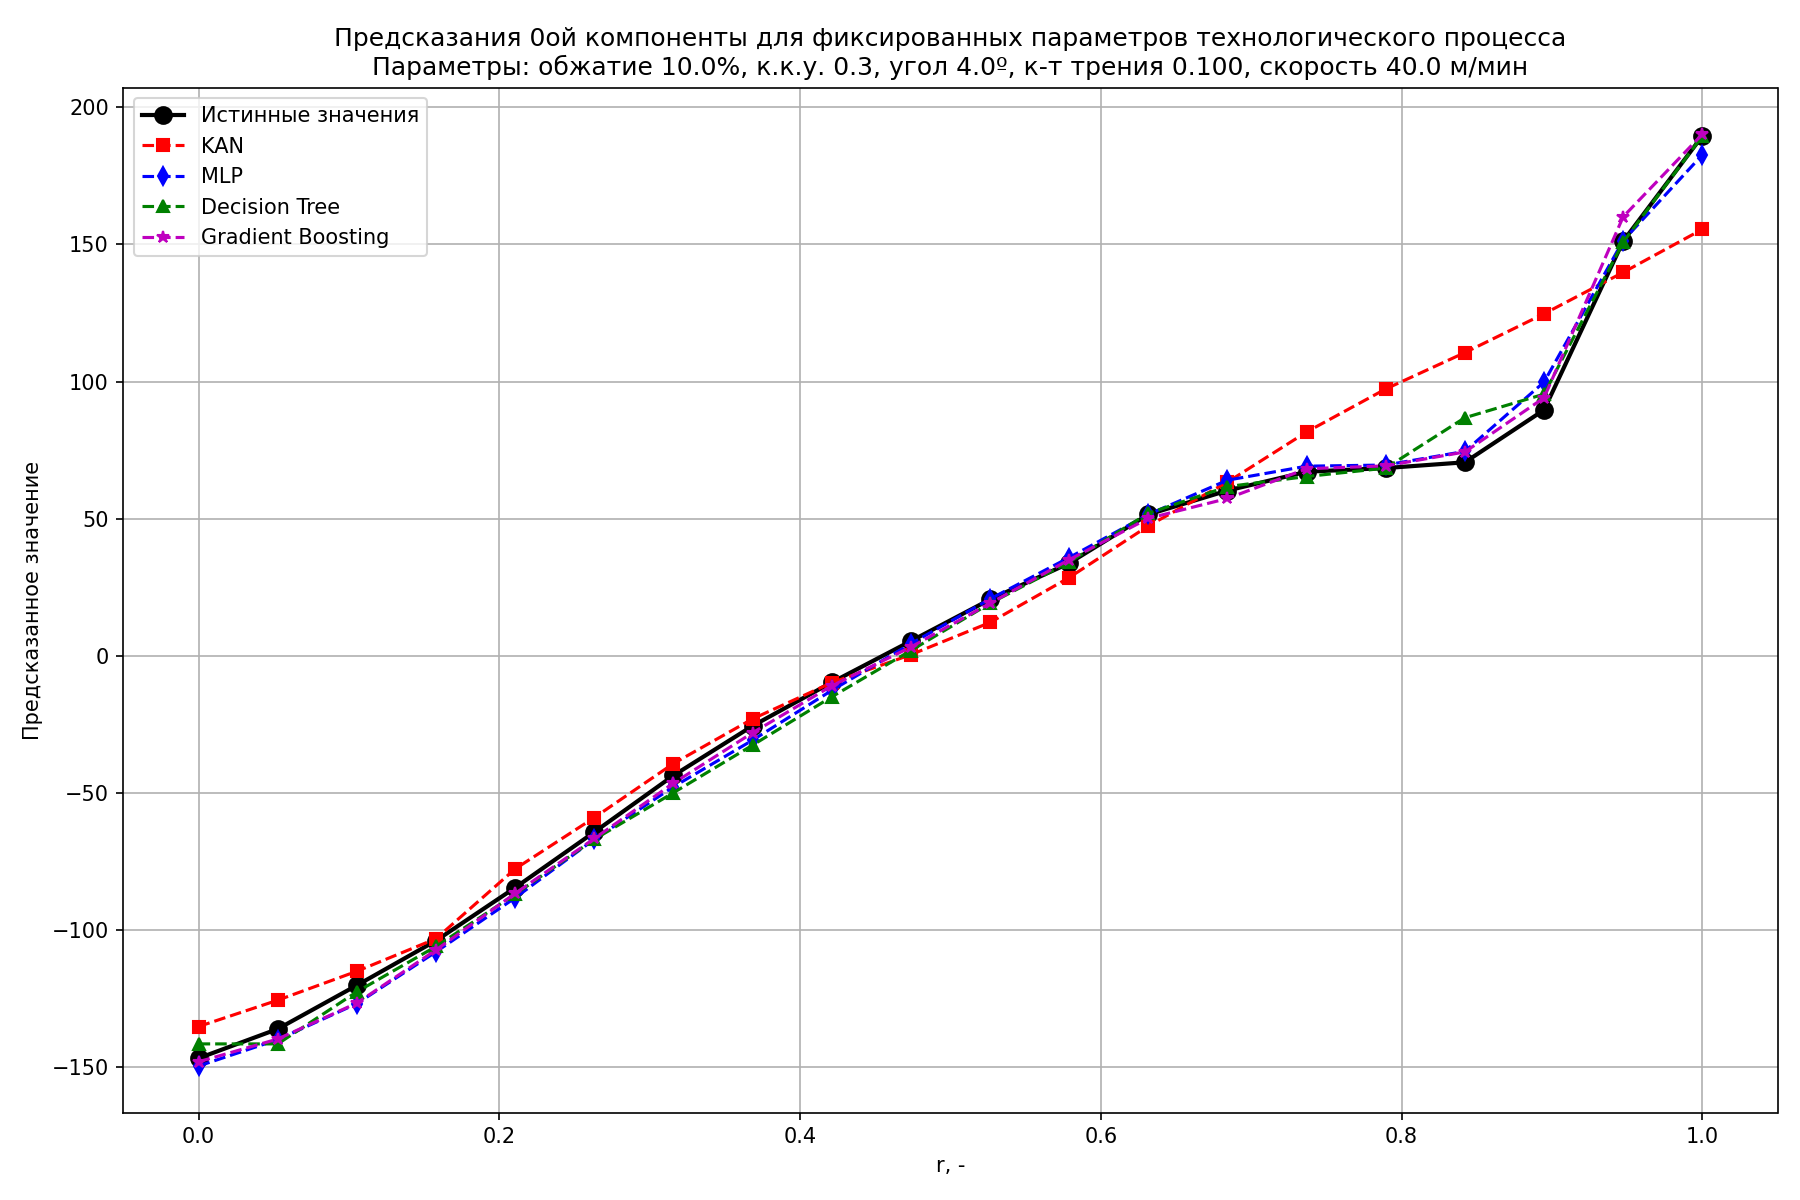 Предсказания 0ой компоненты для фиксированных параметров технологического процесса
Параметры: обжатие 10.0%, к.к.у. 0.3, угол 4.0º, к-т трения 0.100, скорость 40.0 м/мин
Истинные значения
KAN
MLP
Decision Tree
Gradient Boosting
Предсказанное значение
200
150
100
50
0
−50
−100
−150
0.0
0.2
0.4
0.6
0.8
1.0
r, -